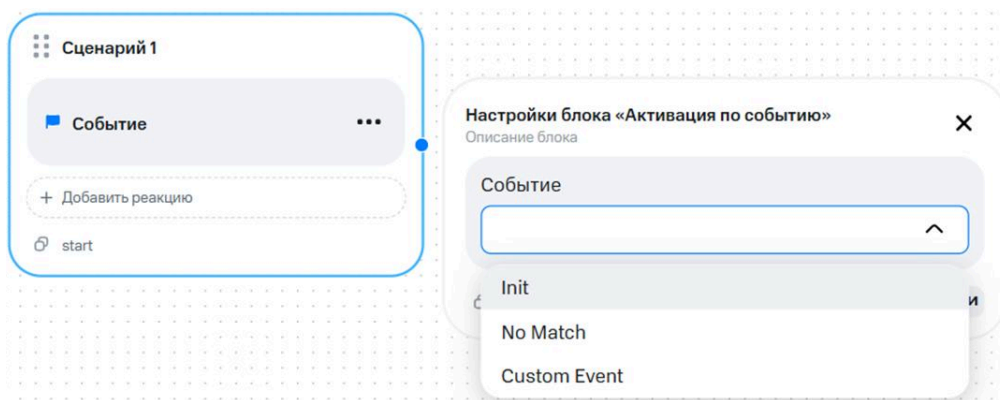 Сценарий 1
Событие
Добавить реакцию
start
Настройки блока «Активация по событию»
Описание блока
Событие
Init
No Match
Custom Event